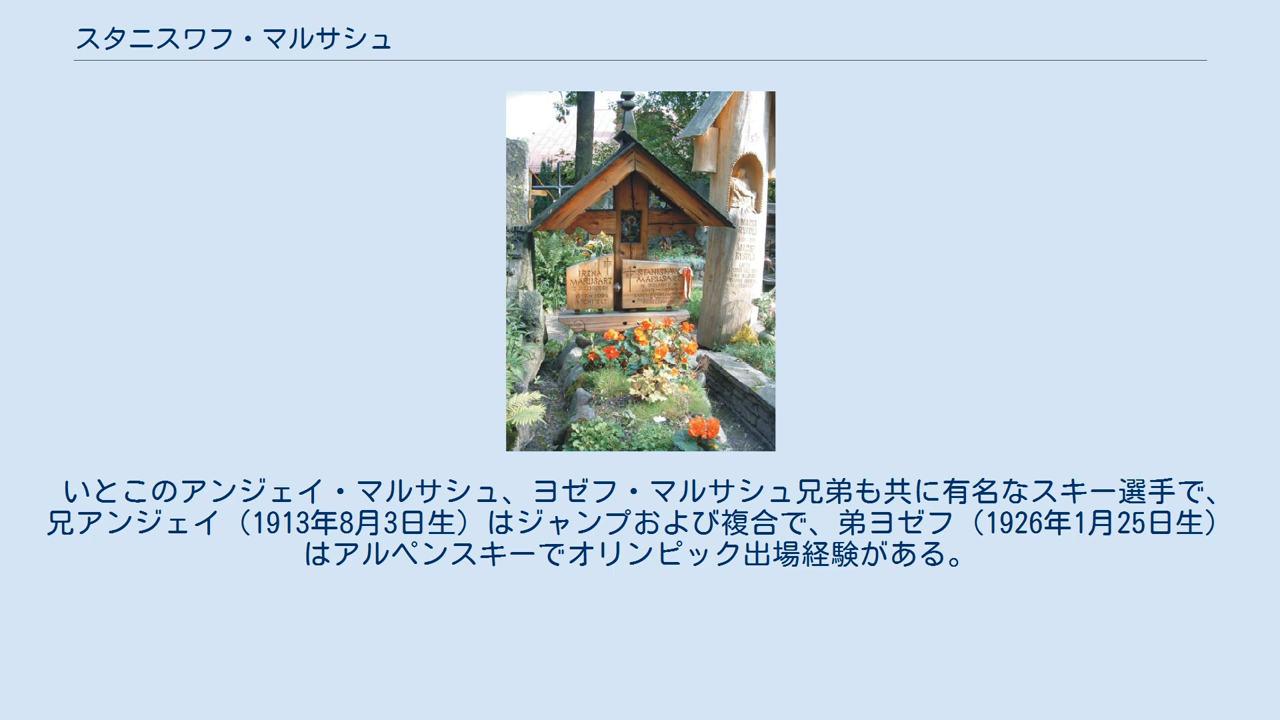 スタニスワフ・マルサシュ
IRENA
MARUSARZ
STANISŁAW
MARUSARZ
いとこのアンジェイ・マルサシュ、ヨゼフ・マルサシュ兄弟も共に有名なスキー選手で、
兄アンジェイ（1913年8月3日生）はジャンプおよび複合で、弟ヨゼフ（1926年1月25日生）
はアルペンスキーでオリンピック出場経験がある。